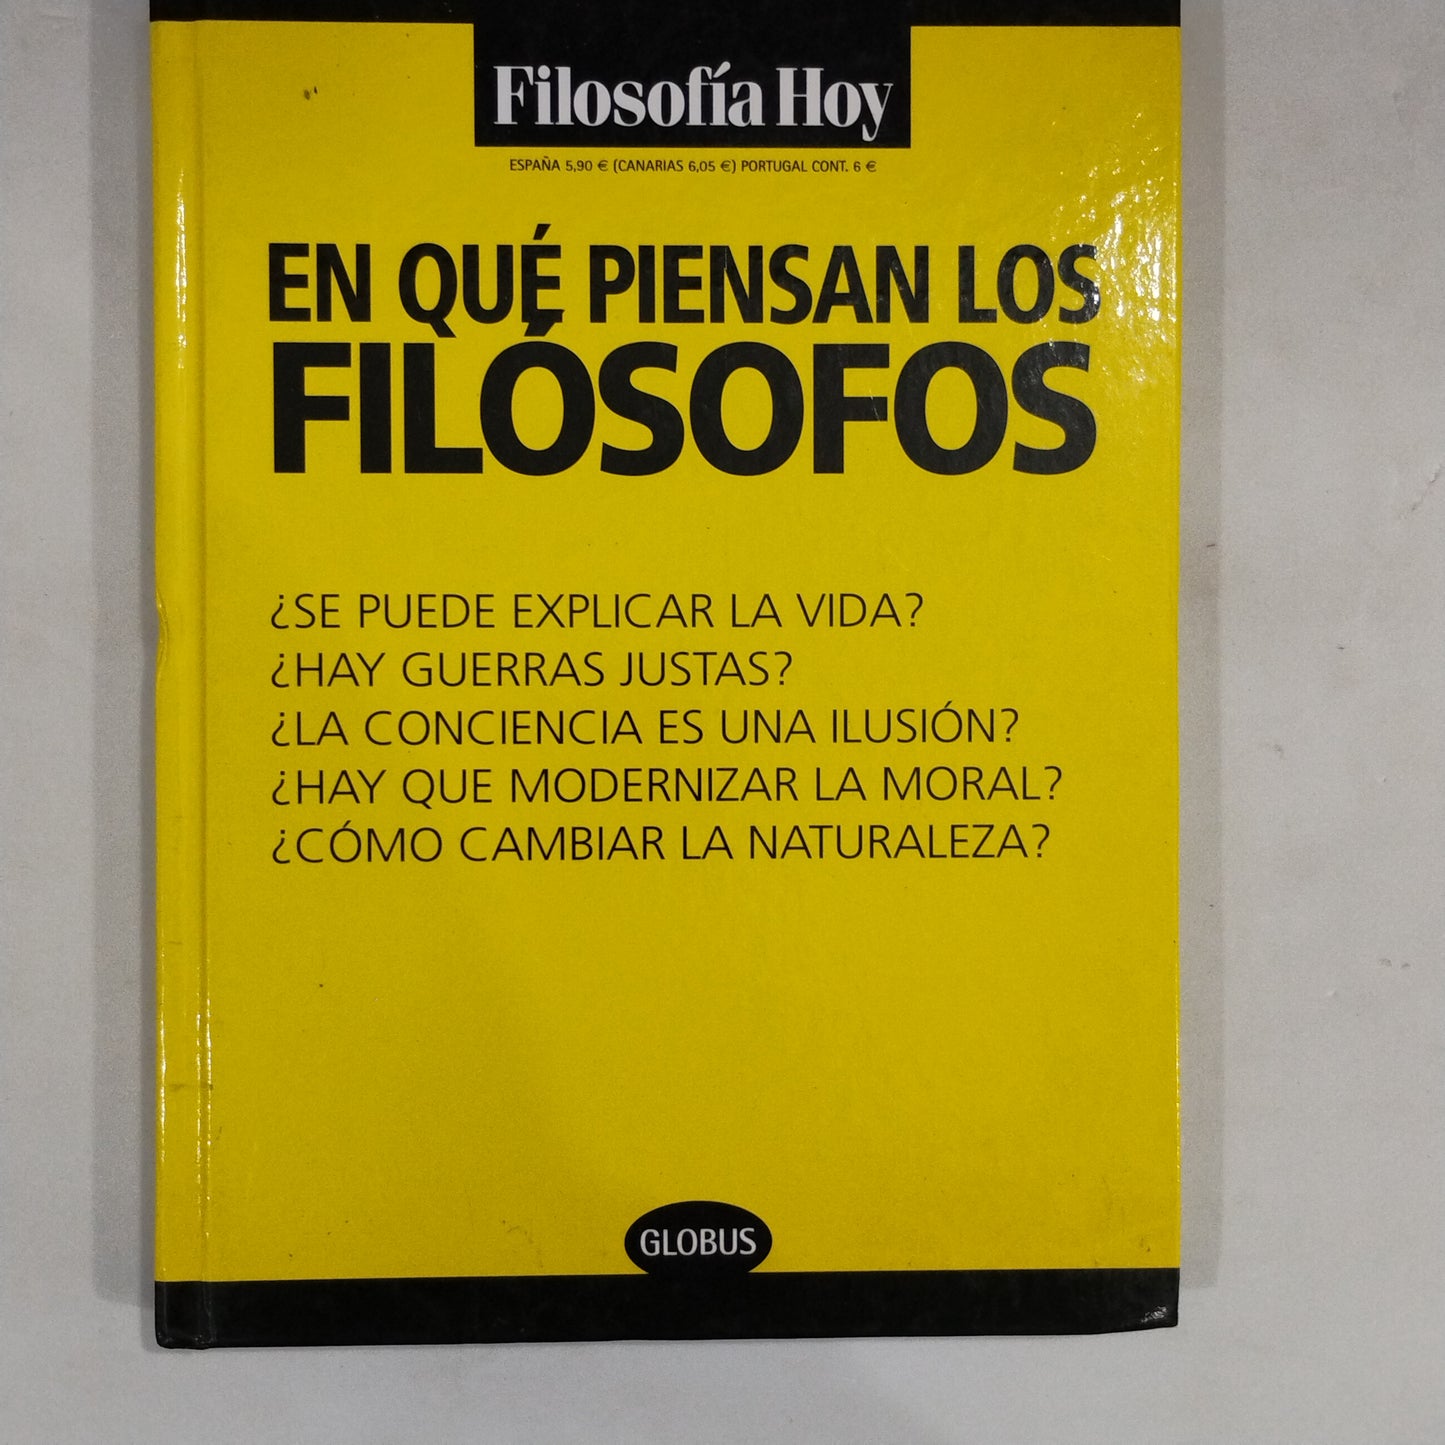 Filosofía Hoy
ESPAÑA 5,90 € (CANARIAS 6,05 €) PORTUGAL CONT. 6 €
EN QUÉ PIENSAN LOS
FILÓSOFOS
¿SE PUEDE EXPLICAR LA VIDA?
¿HAY GUERRAS JUSTAS?
¿LA CONCIENCIA ES UNA ILUSIÓN?
¿HAY QUE MODERNIZAR LA MORAL?
¿CÓMO CAMBIAR LA NATURALEZA?
GLOBUS